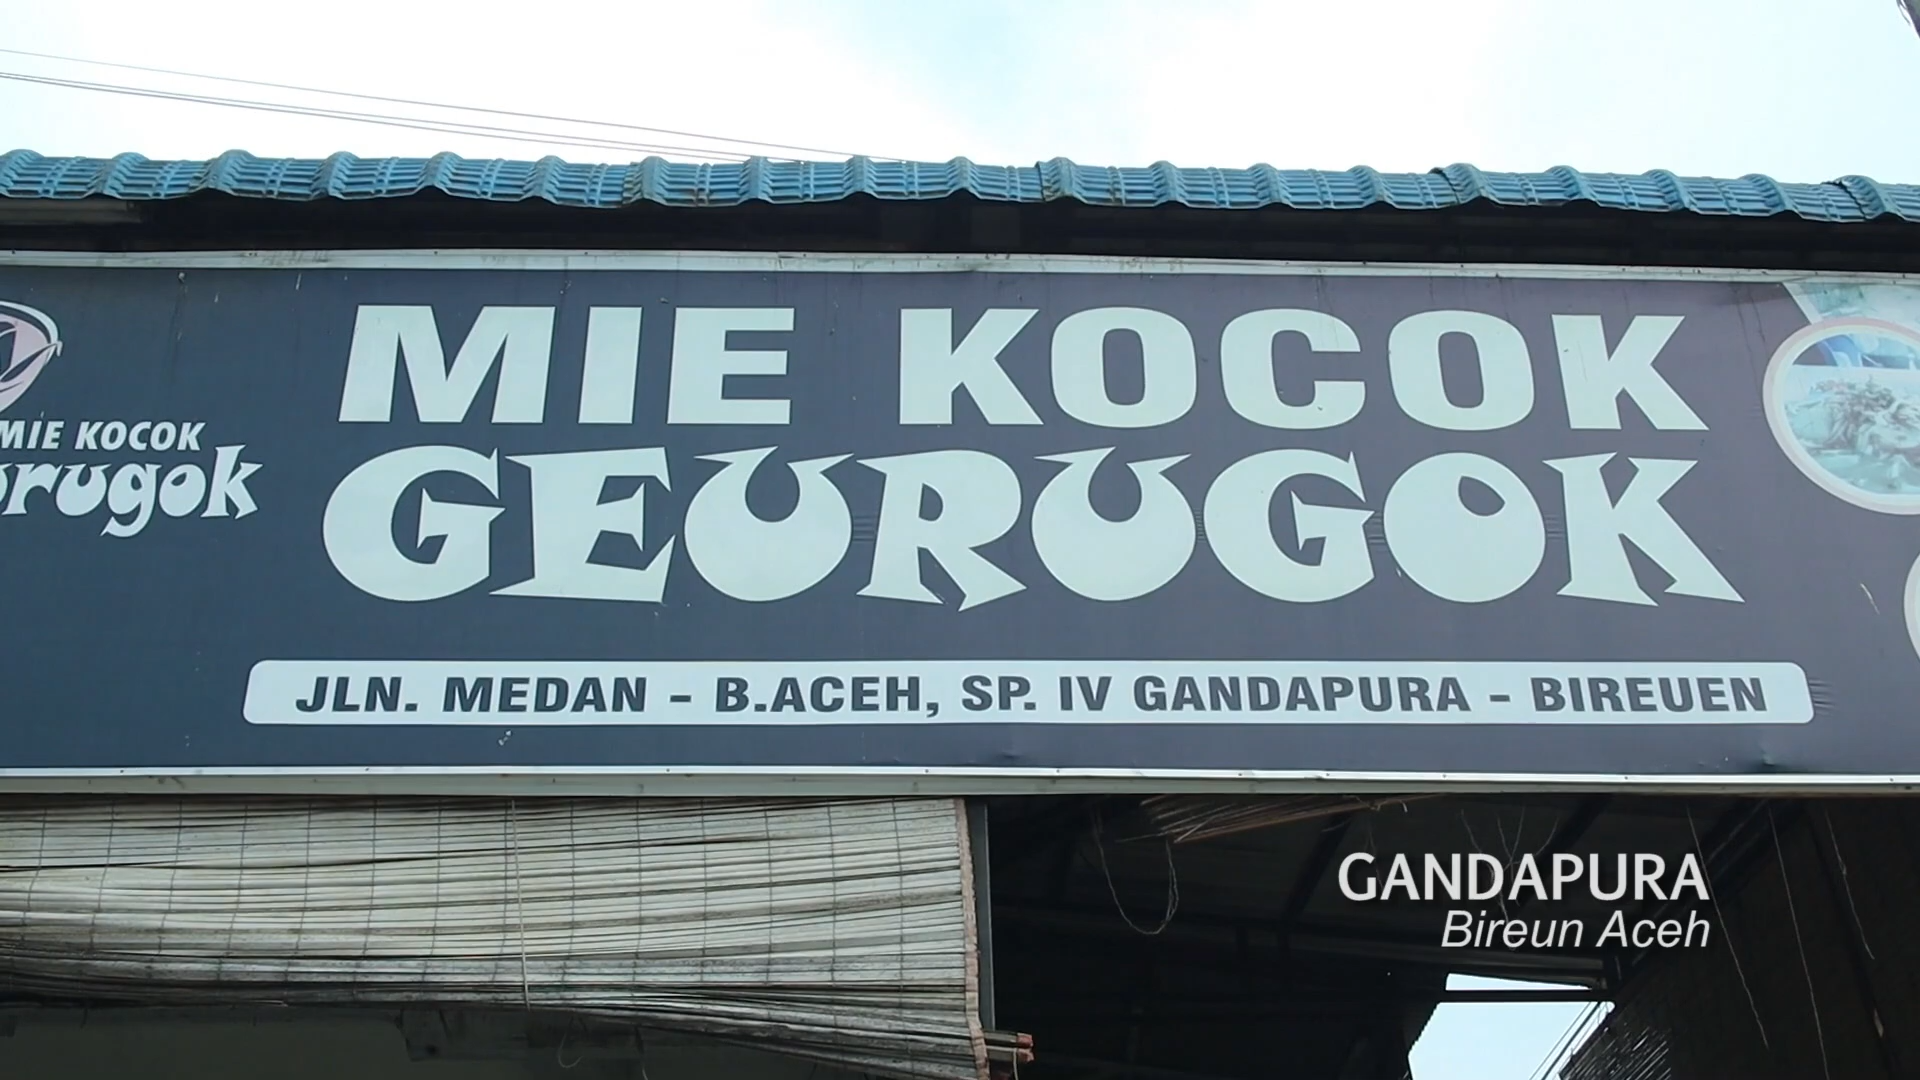 MIE KOCOK
GEURUGOK
MIE KOCOK
JLN. MEDAN - B.ACEH, SP. IV GANDAPURA - BIREUEN
GANDAPURA
Bireun Aceh